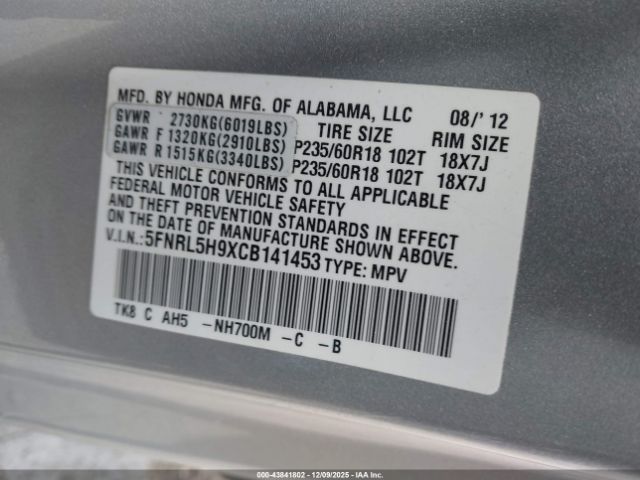 MFD. BY HONDA MFG. OF ALABAMA, LLC 08/'12
GVWR 2730KG(6019LBS) TIRE SIZE RIM SIZE
GAWR F 1320KG(2910LBS) P235/60R18 102T 18X7J
GAWR R 1515KG(3340LBS) P235/60R18 102T 18X7J
THIS VEHICLE CONFORMS TO ALL APPLICABLE
FEDERAL MOTOR VEHICLE SAFETY
AND THEFT PREVENTION STANDARDS IN EFFECT
ON THE DATE OF MANUFACTURE SHOWN ABOVE.
V.I.N.:5FNRL5H9XCB141453 TYPE: MPV
TK8 C AH5 -NH700M -C -B
000-43841802 - 12/09/2025 - IAA, Inc.